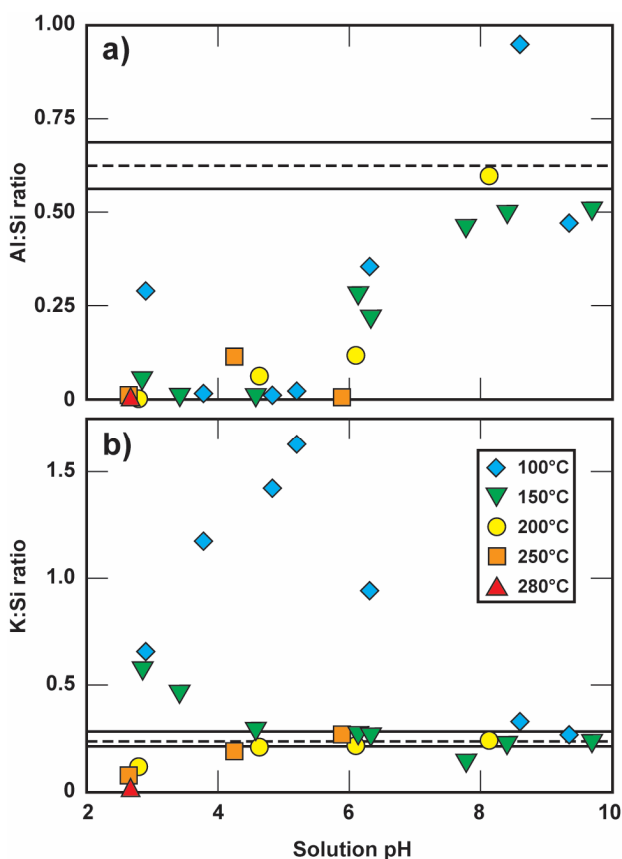 1.00
a)
0.75
Al:Si ratio
0.50
0.25
0
b)
1.5
100°C
150°C
1.0
200°C
K:Si ratio
250°C
280°C
0.5
0
2 4 6 8 10
Solution pH